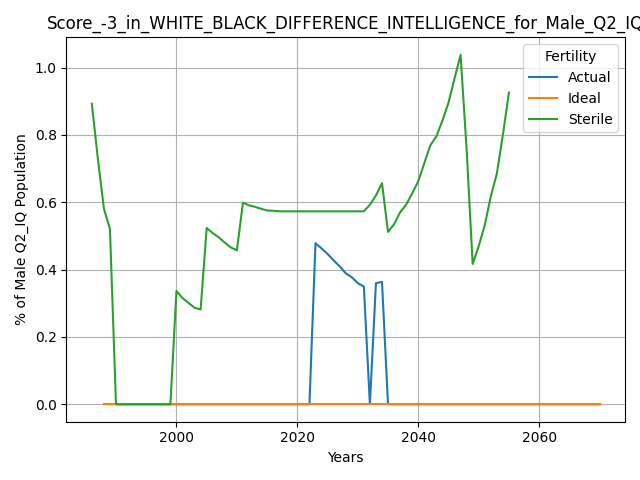 Score_-3_in_WHITE_BLACK_DIFFERENCE_INTELLIGENCE_for_Male_Q2_IQ
Fertility
Actual
Ideal
Sterile
% of Male Q2_IQ Population
1.0
0.8
0.6
0.4
0.2
0.0
2000 2020 2040 2060
Years